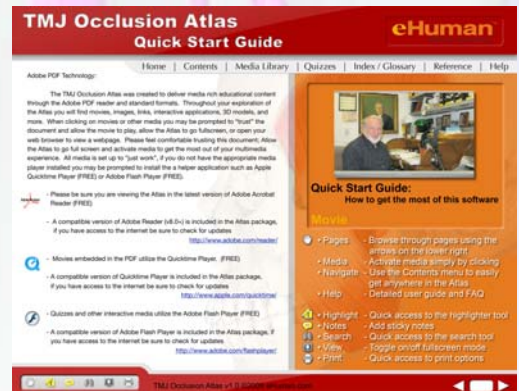 TMJ Occlusion Atlas
Quick Start Guide
eHuman
Home | Contents | Media Library | Quizzes | Index / Glossary | Reference | Help
Adobe PDF Technology:
The TMJ Occlusion Atlas was created to deliver media rich educational content
through the Adobe PDF reader and standard formats. Throughout your exploration of
the Atlas you will find movies, images, links, interactive applications, 3D models, and
more. When clicking on movies or other media you may be prompted to "trust" the
document and allow the movie to play, allow the Atlas to go fullscreen, or open your
web browser to view a webpage. Please feel comfortable trusting this document; Allow
the Atlas to go full screen and activate media to get the most out of your multimedia
experience. All media is set up to "just work", if you do not have the appropriate media
player installed you may be prompted to install the a helper application such as Apple
Quicktime Player (FREE) or Adobe Flash Player (FREE).
- Please be sure you are viewing the Atlas in the latest version of Adobe Acrobat
Reader (FREE)
- A compatible version of Adobe Reader (v8.0+) is included in the Atlas package,
if you have access to the internet be sure to check for updates
http://www.adobe.com/reader/
- Movies embedded in the PDF utilize the Quicktime Player. (FREE)
- A compatible version of Quicktime Player is included in the Atlas package,
if you have access to the internet be sure to check for updates
http://www.apple.com/quicktime/
- Quizzes and other interactive media utilize the Adobe Flash Player (FREE)
- A compatible version of Adobe Flash Player is included in the Atlas package, if
you have access to the internet be sure to check for updates
http://www.adobe.com/flashplayer/
Quick Start Guide:
How to get the most of this software
Movie
• Pages - Browse through pages using the
arrows on the lower right
• Media - Activate media simply by clicking
• Navigate - Use the Contents menu to easily
get anywhere in the Atlas
• Help - Detailed user guide and FAQ
• Highlight - Quick access to the highlighter tool
• Notes - Add sticky notes
• Search - Quick access to the search tool
• View - Toggle on/off fullscreen mode
• Print - Quick access to print options
TMJ Occlusion Atlas v1.0